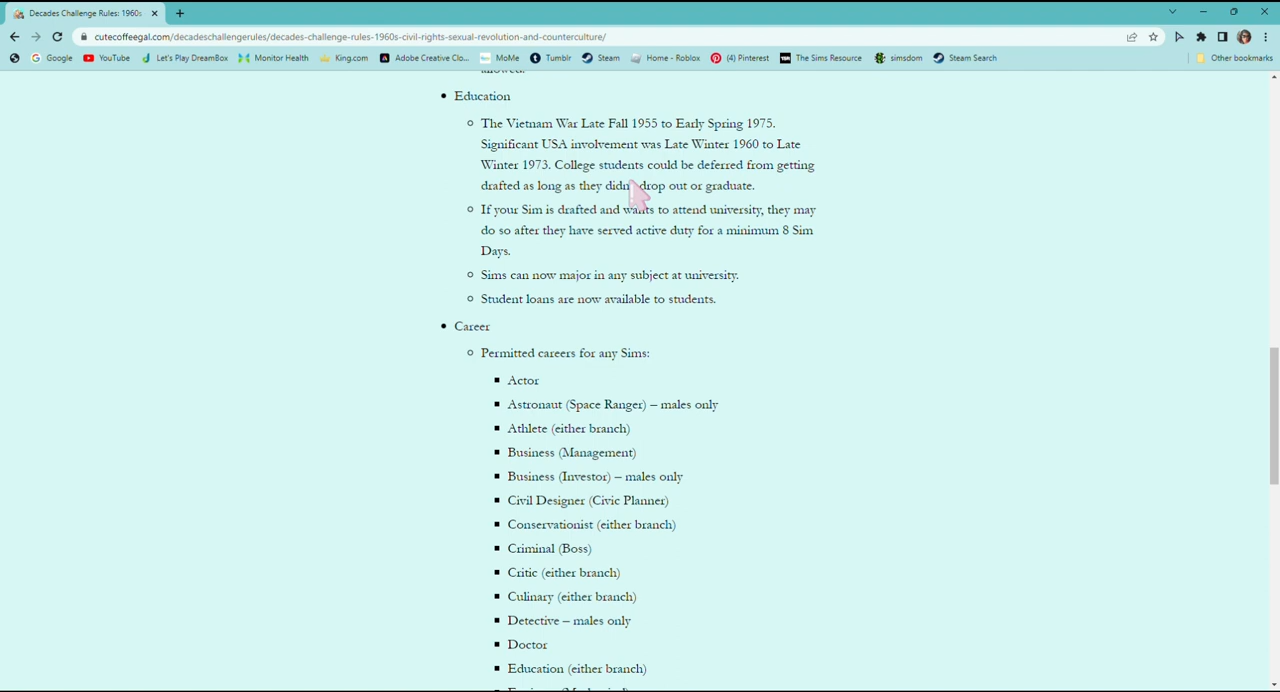 Decades Challenge Rules: 1960s
cutecoffeegal.com/decadeschallengerules/decades-challenge-rules-1960s-civil-rights-sexual-revolution-and-counterculture/
Google YouTube Let's Play DreamBox Monitor Health King.com Adobe Creative Clo... MoMe Tumblr Steam Home - Roblox (4) Pinterest The Sims Resource simsdom Steam Search Other bookmarks
allowed.
• Education
The Vietnam War Late Fall 1955 to Early Spring 1975.
Significant USA involvement was Late Winter 1960 to Late
Winter 1973. College students could be deferred from getting
drafted as long as they didn't drop out or graduate.
If your Sim is drafted and wants to attend university, they may
do so after they have served active duty for a minimum 8 Sim
Days.
Sims can now major in any subject at university.
Student loans are now available to students.
• Career
Permitted careers for any Sims:
Actor
Astronaut (Space Ranger) – males only
Athlete (either branch)
Business (Management)
Business (Investor) – males only
Civil Designer (Civic Planner)
Conservationist (either branch)
Criminal (Boss)
Critic (either branch)
Culinary (either branch)
Detective – males only
Doctor
Education (either branch)